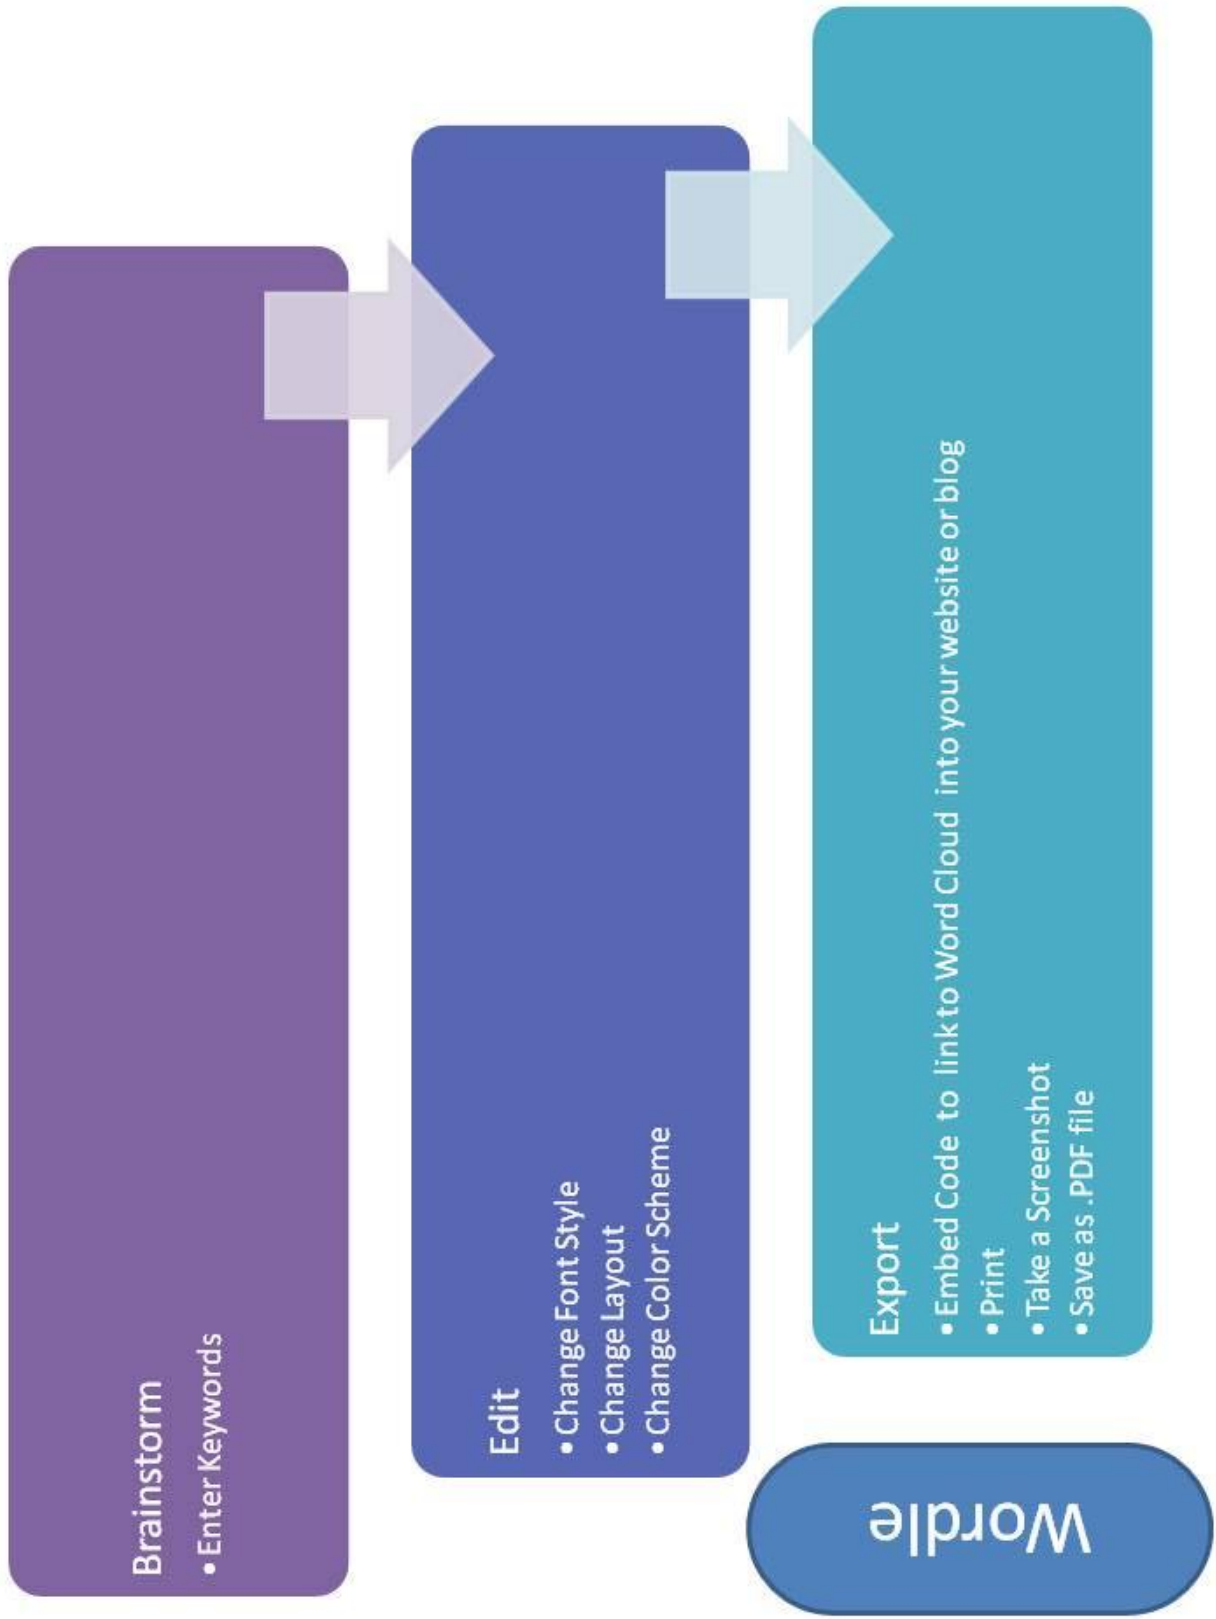 Brainstorm
• Enter Keywords
Edit
• Change Font Style
• Change Layout
• Change Color Scheme
Export
• Embed Code to link to Word Cloud into your website or blog
• Print
• Take a Screenshot
• Save as .PDF file
Wordle